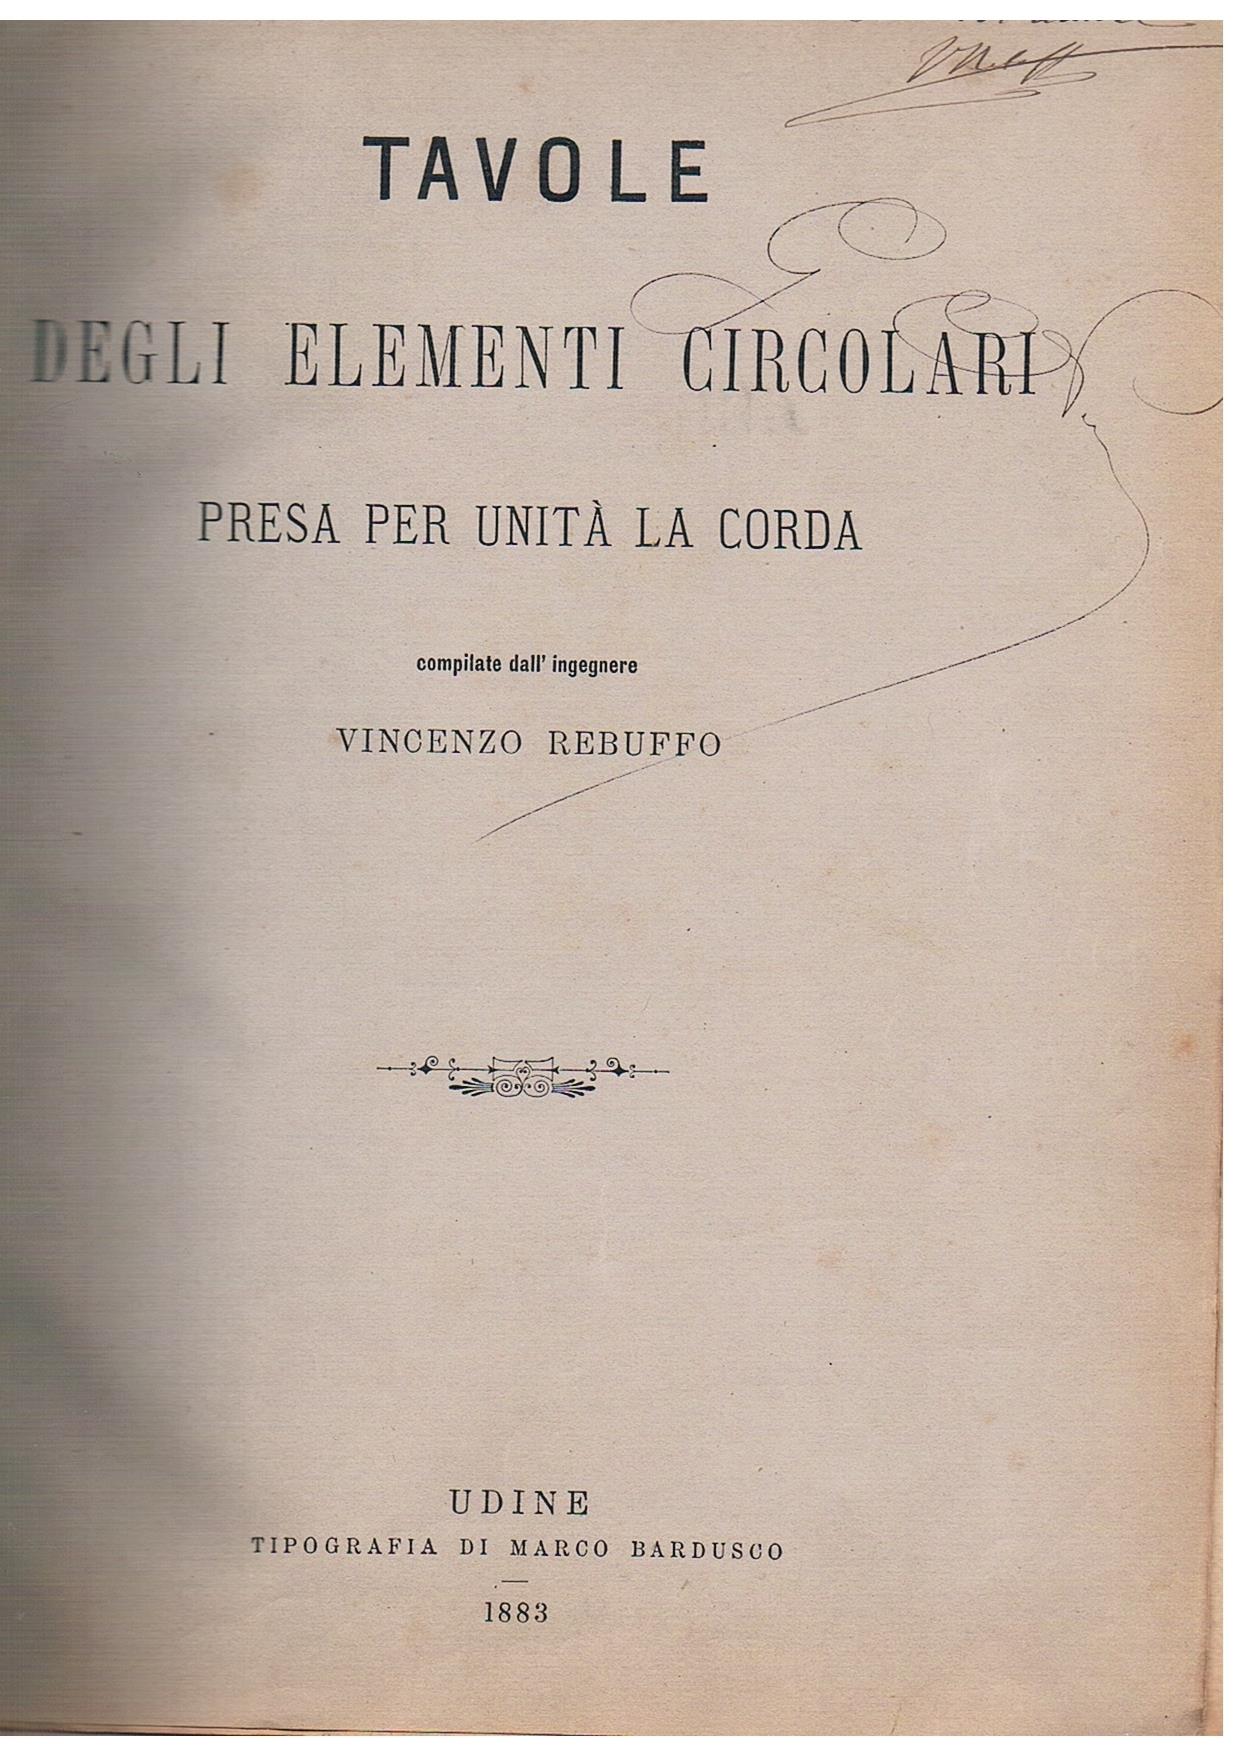 TAVOLE
DEGLI ELEMENTI CIRCOLARI
PRESA PER UNITÀ LA CORDA
compilate dall' ingegnere
VINCENZO REBUFFO
UDINE
TIPOGRAFIA DI MARCO BARDUSCO
1883